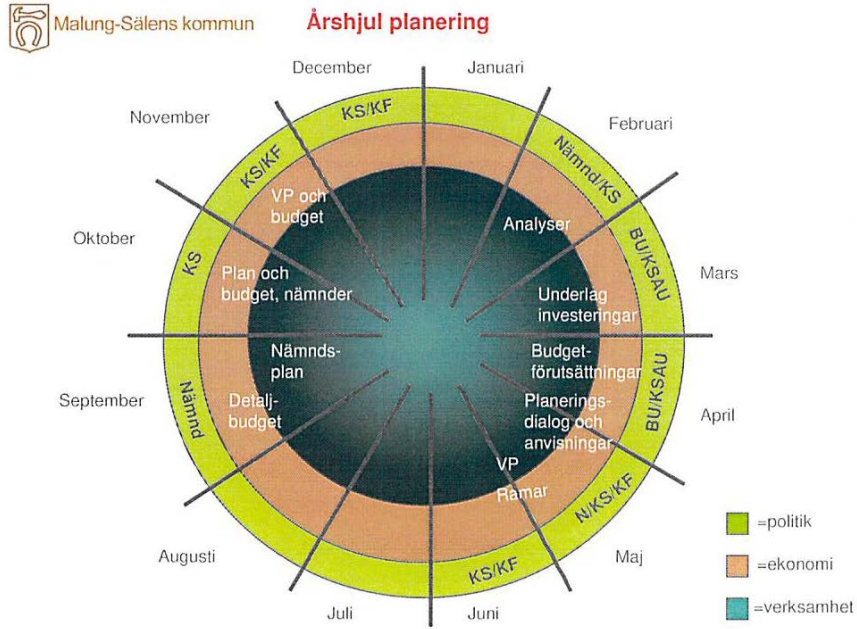 Malung-Sälens kommun
Årshjul planering
December
Januari
November
Februari
Oktober
Mars
September
April
Augusti
Maj
Juli
Juni
KS/KF
KS/KF
Nämnd/KS
KS
BU/KSAU
Nämnd
BU/KSAU
N/KS/KF
KS/KF
VP och
budget
Analyser
Plan och
budget, nämnder
Underlag
investeringar
Nämnds-
plan
Budget-
förutsättningar
Detalj-
budget
Planerings-
dialog och
anvisningar
VP
Ramar
=politik
=ekonomi
=verksamhet